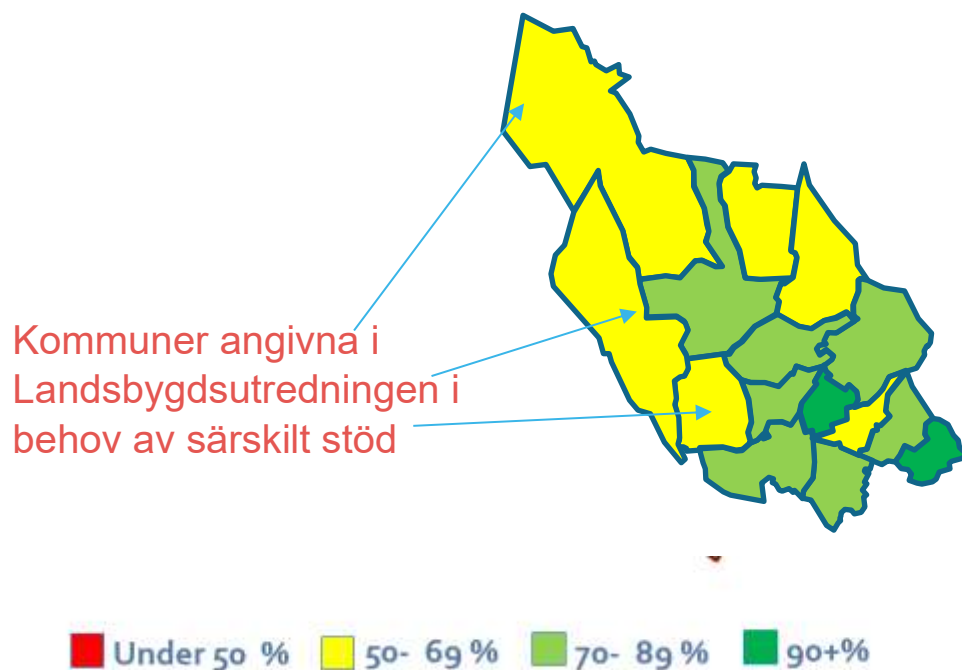 Kommuner angivna i
Landsbygdsutredningen i
behov av särskilt stöd
Under 50 % 50- 69 % 70- 89 % 90+%